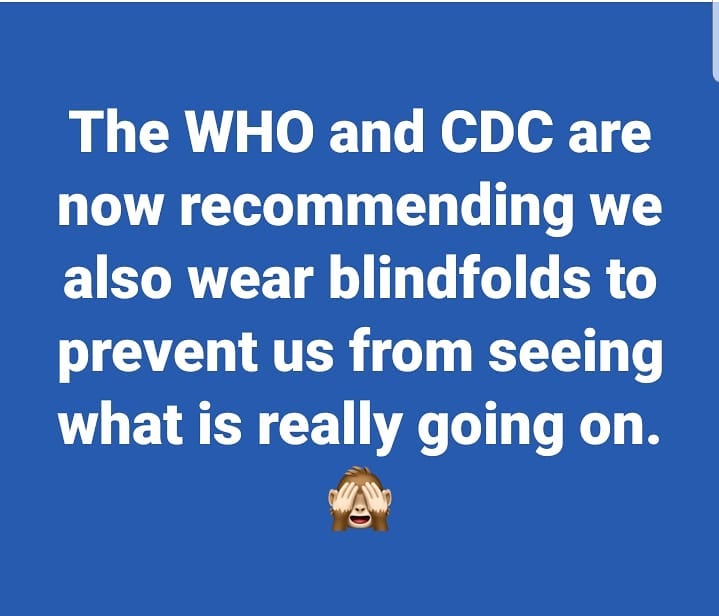 The WHO and CDC are
now recommending we
also wear blindfolds to
prevent us from seeing
what is really going on.
🙈